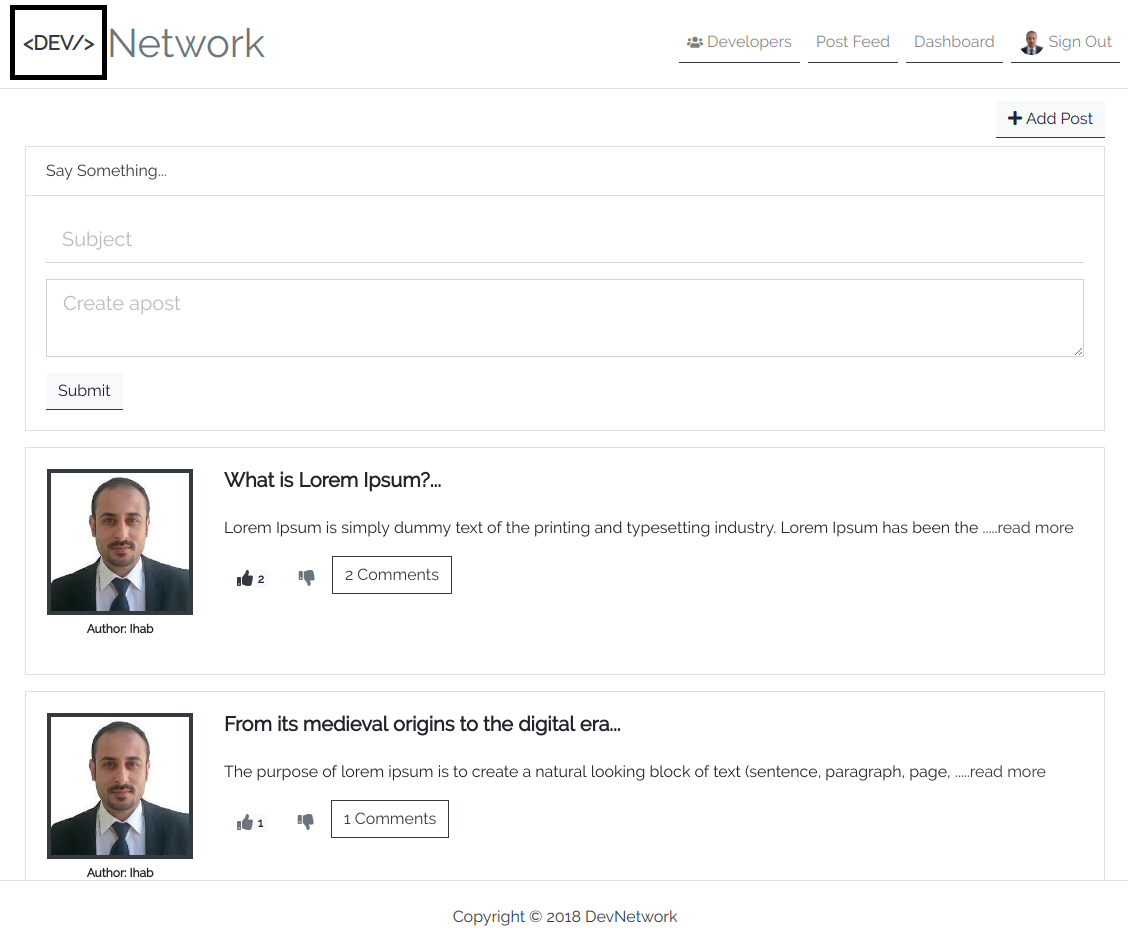 <DEV/> Network
Developers Post Feed Dashboard Sign Out
Add Post
Say Something...
Subject
Create apost
Submit
What is Lorem Ipsum?...
Lorem Ipsum is simply dummy text of the printing and typesetting industry. Lorem Ipsum has been the .....read more
2 2 Comments
Author: Ihab
From its medieval origins to the digital era...
The purpose of lorem ipsum is to create a natural looking block of text (sentence, paragraph, page, .....read more
1 1 Comments
Author: Ihab
Copyright © 2018 DevNetwork